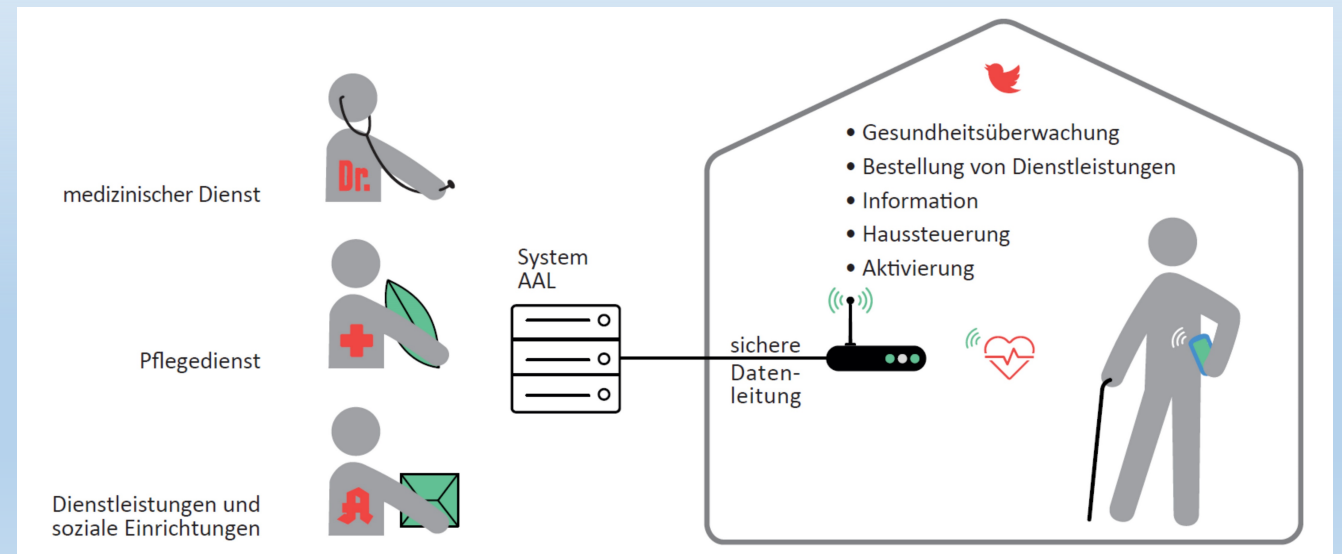 medizinischer Dienst
Dr.
Pflegedienst
Dienstleistungen und
soziale Einrichtungen
A
System
AAL
sichere
Daten-
leitung
• Gesundheitsüberwachung
• Bestellung von Dienstleistungen
• Information
• Haussteuerung
• Aktivierung